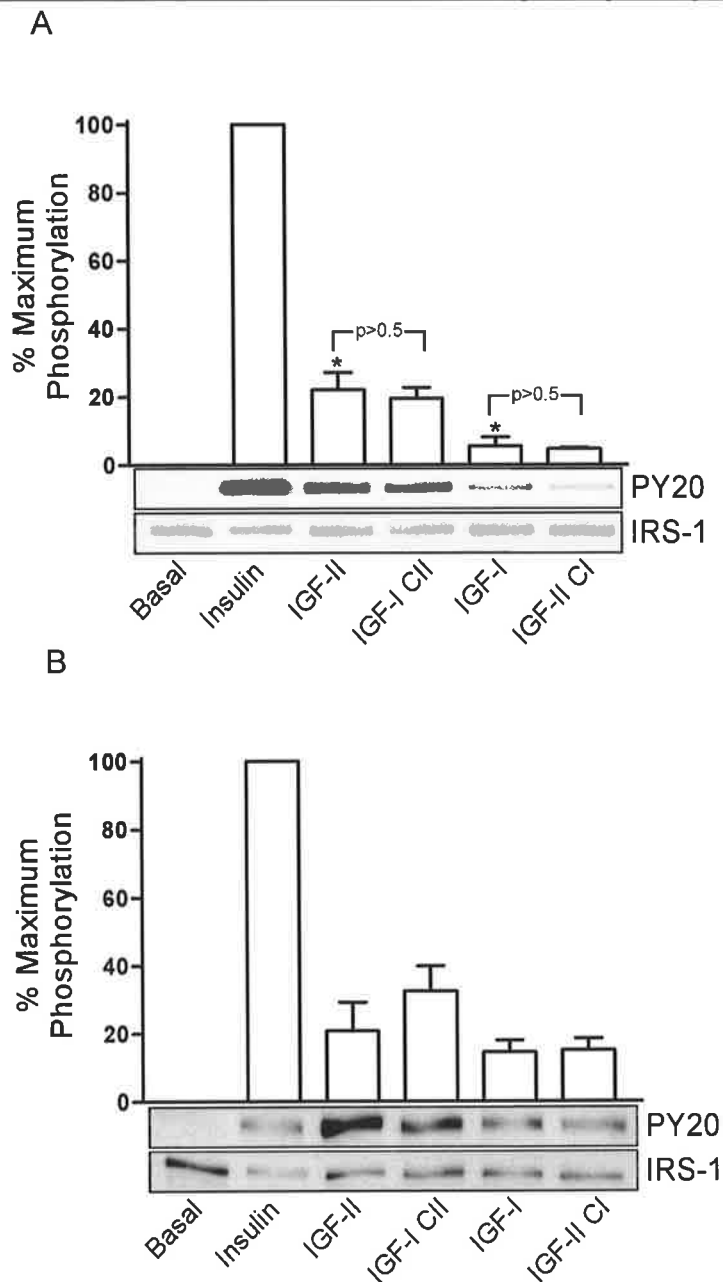 A
% Maximum
Phosphorylation
100
80
60
40
20
0
p>0.5
*
p>0.5
*
PY20
IRS-1
Basal
Insulin
IGF-II
IGF-I CII
IGF-I
IGF-II CI
B
% Maximum
Phosphorylation
100
80
60
40
20
0
PY20
IRS-1
Basal
Insulin
IGF-II
IGF-I CII
IGF-I
IGF-II CI